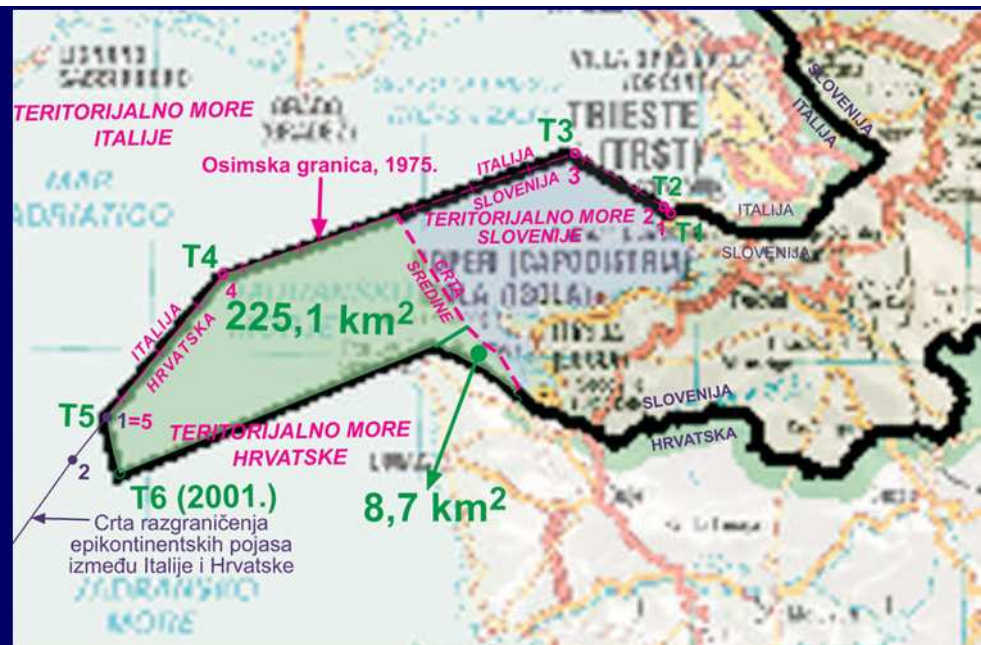 TERITORIJALNO MORE
ITALIJE
Osimska granica, 1975.
T3
ITALIJA
SLOVENIJA
3
TRIESTE
(TRST)
SLOVENIJA
ITALIJA
T2
2
1
T1
ITALIJA
SLOVENIJA
TERITORIJALNO MORE
SLOVENIJE
MAR
ADRIATICO
T4
4
CRTA
SREDINE
225,1 km²
ITALIJA
HRVATSKA
T5
1=5
2
TERITORIJALNO MORE
HRVATSKE
T6 (2001.)
8,7 km²
SLOVENIJA
HRVATSKA
Crta razgraničenja
epikontinentskih pojasa
između Italije i Hrvatske
JADRANSKO
MORE